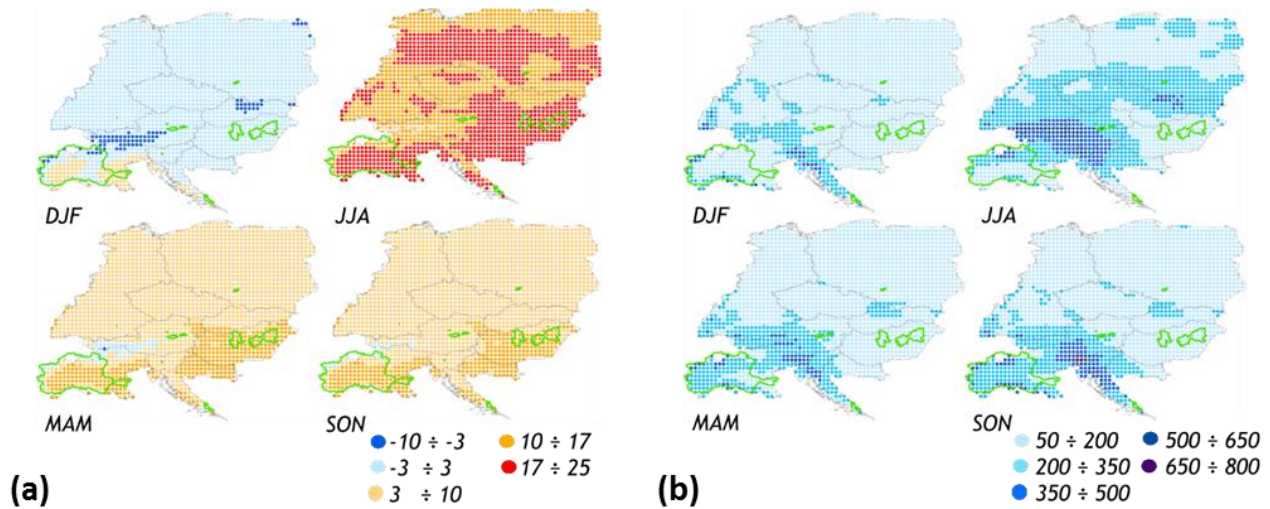 DJF
JJA
MAM
SON
-10 ÷ -3
-3 ÷ 3
3 ÷ 10
10 ÷ 17
17 ÷ 25
(a)
DJF
JJA
MAM
SON
50 ÷ 200
200 ÷ 350
350 ÷ 500
500 ÷ 650
650 ÷ 800
(b)